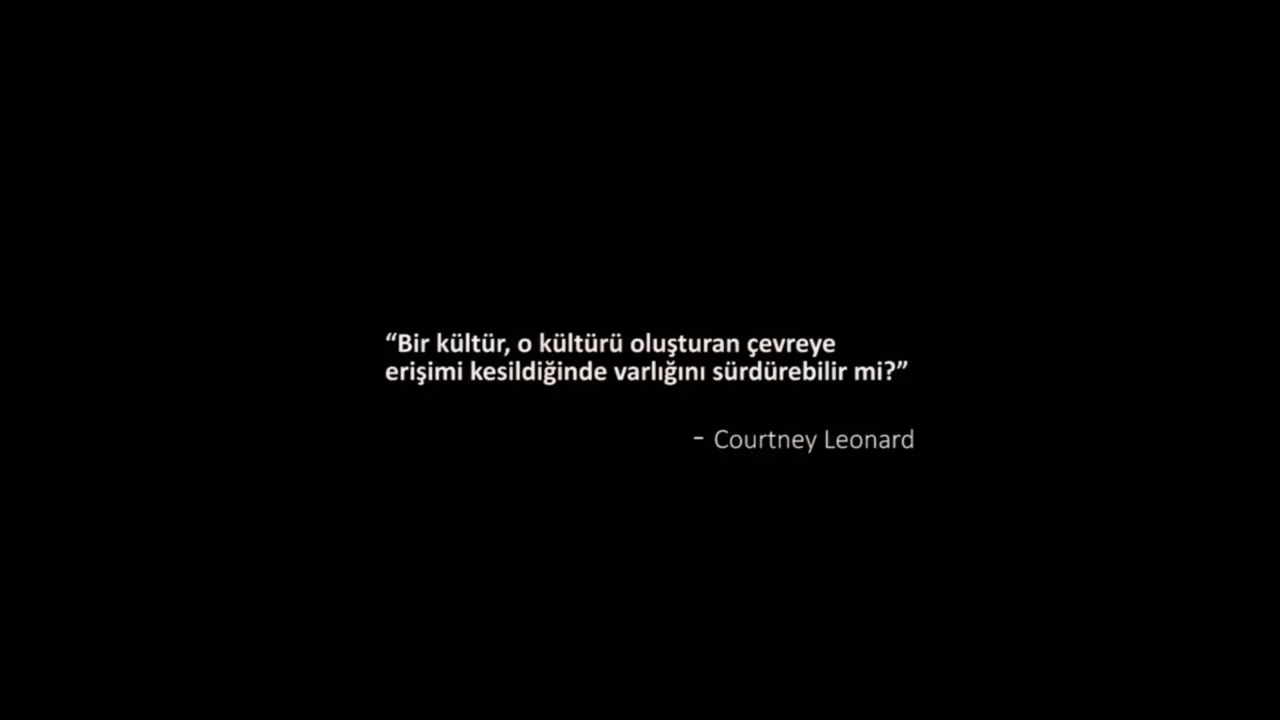 “Bir kültür, o kültürü oluşturan çevreye
erişimi kesildiğinde varlığını sürdürebilir mi?”
- Courtney Leonard